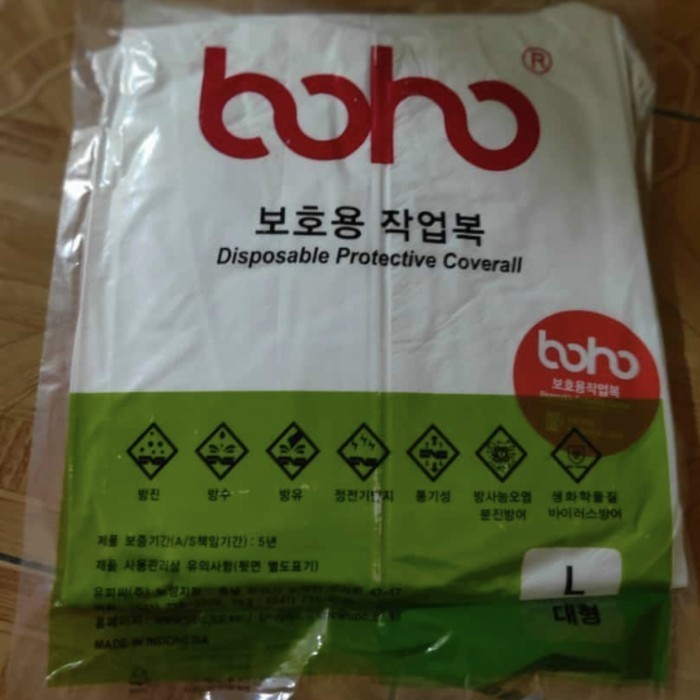 boho ®
보호용 작업복
Disposable Protective Coverall
boho
보호용작업복
방진 방수 방유 정전기방지 통기성 방사능오염 분진방어 생화학물질 바이러스방어
제품 보증기간(A/S책임기간) : 5년
제품 사용관리상 유의사항(뒷면 별도표기)
L
대형
홈페이지 :
MADE IN INDONESIA